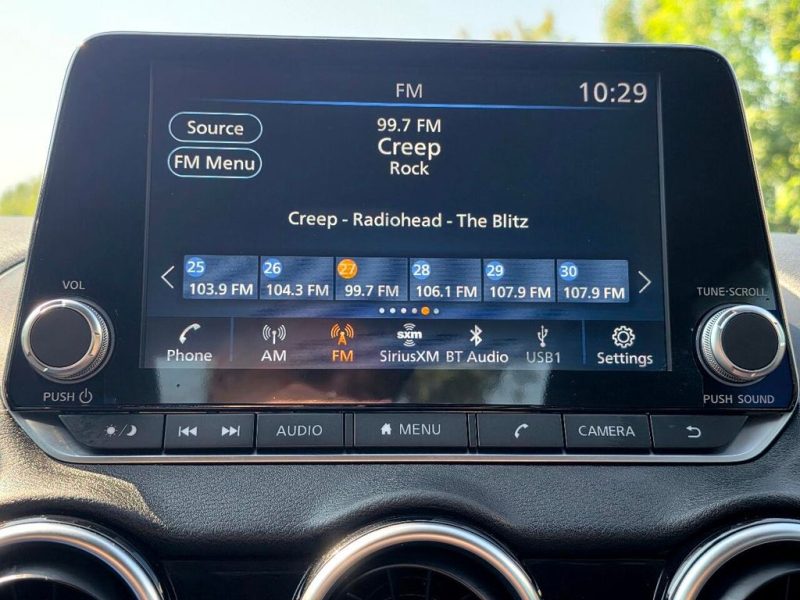 FM 10:29
Source
FM Menu
99.7 FM
Creep
Rock
Creep - Radiohead - The Blitz
25 26 27 28 29 30
103.9 FM 104.3 FM 99.7 FM 106.1 FM 107.9 FM 107.9 FM
VOL
TUNE·SCROLL
sxm
Phone AM FM SiriusXM BT Audio USB1 Settings
PUSH
PUSH SOUND
AUDIO MENU CAMERA